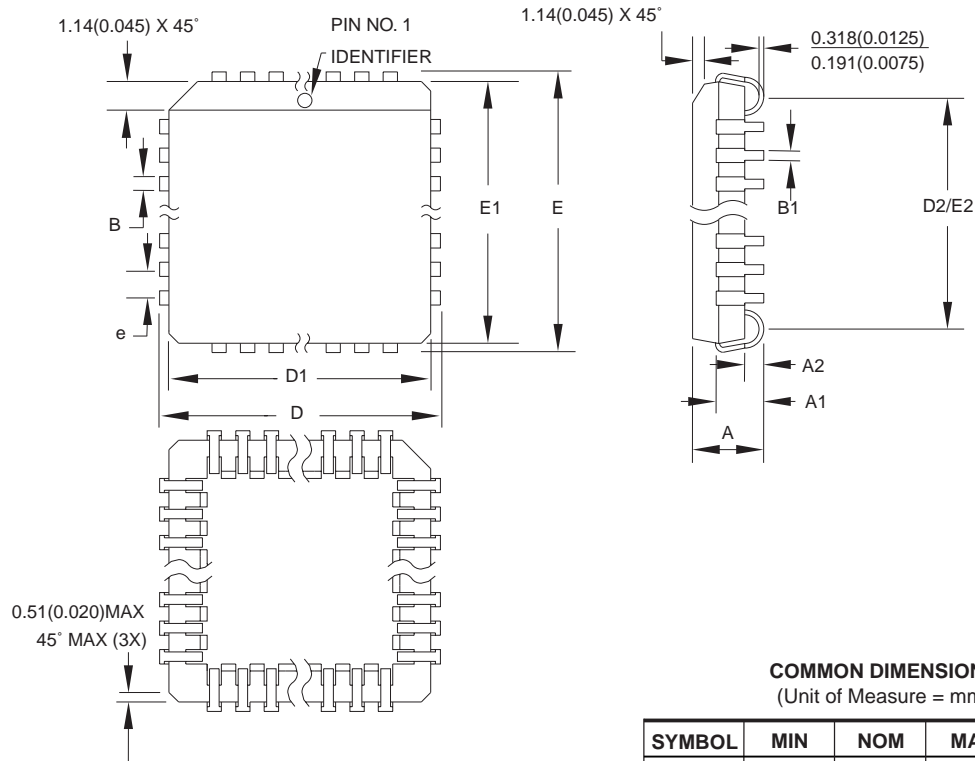 1.14(0.045) X 45˚
PIN NO. 1
IDENTIFIER
1.14(0.045) X 45˚
0.318(0.0125)
0.191(0.0075)
B
e
E1
E
B1
D2/E2
D1
D
A2
A1
A
0.51(0.020)MAX
45˚ MAX (3X)
COMMON DIMENSION
(Unit of Measure = mm
SYMBOL MIN NOM MA